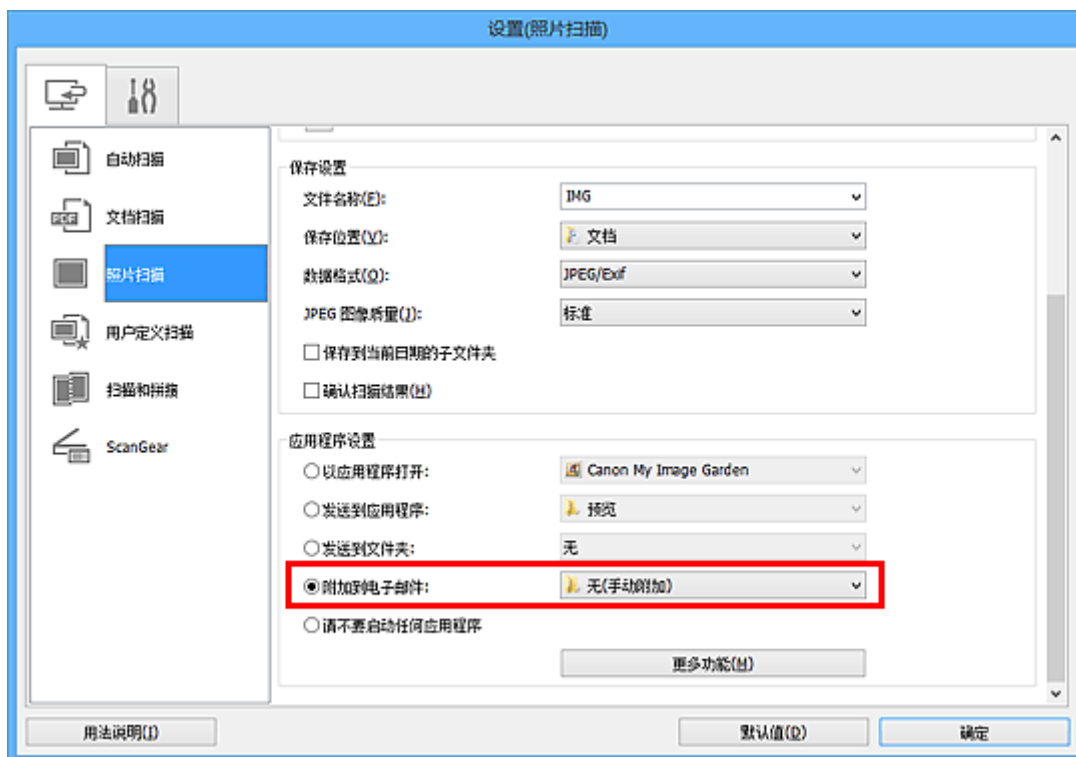 设置(照片扫描)
自动扫描
文档扫描
PDF
照片扫描
用户定义扫描
扫描和拼接
ScanGear
保存设置
文件名称(F): IMG
保存位置(V): 文档
数据格式(O): JPEG/Exif
JPEG 图像质量(J): 标准
保存到当前日期的子文件夹
确认扫描结果(H)
应用程序设置
以应用程序打开: Canon My Image Garden
发送到应用程序: 预览
发送到文件夹: 无
附加到电子邮件: 无(手动附加)
请不要启动任何应用程序
更多功能(M)
用法说明(I) 默认值(D) 确定